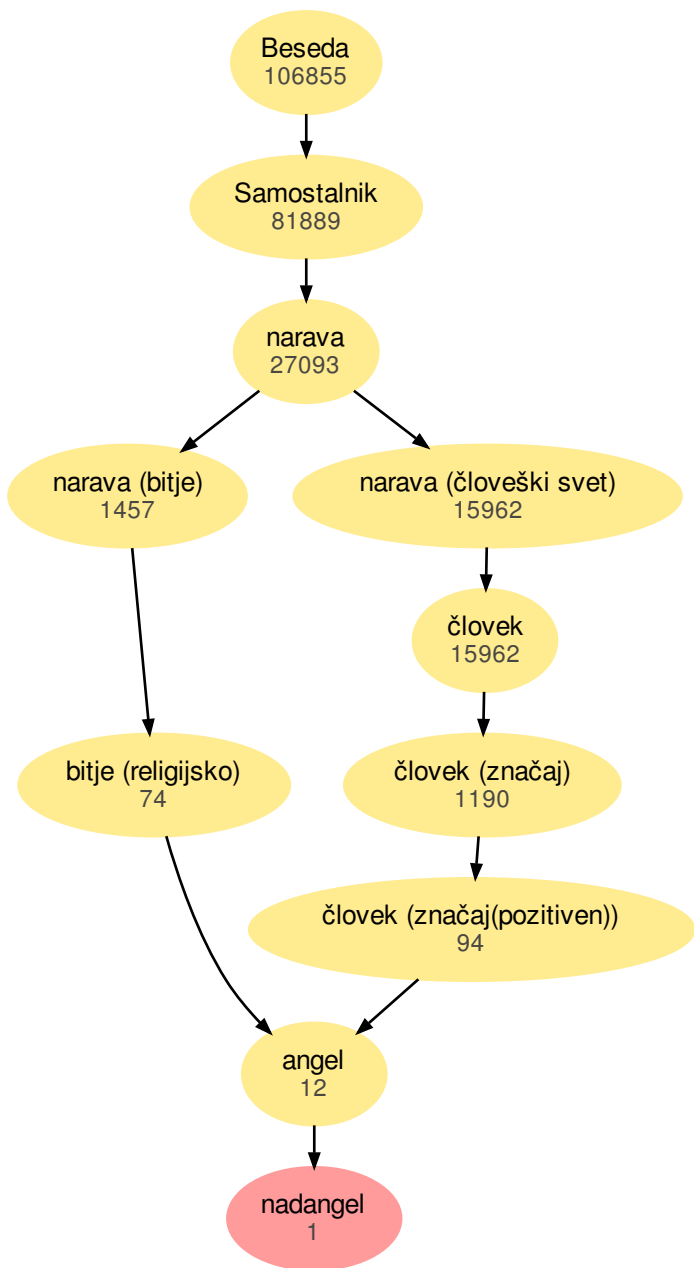 Beseda
106855
Samostalnik
81889
narava
27093
narava (bitje)
1457
narava (človeški svet)
15962
človek
15962
bitje (religijsko)
74
človek (značaj)
1190
človek (značaj(pozitiven))
94
angel
12
nadangel
1